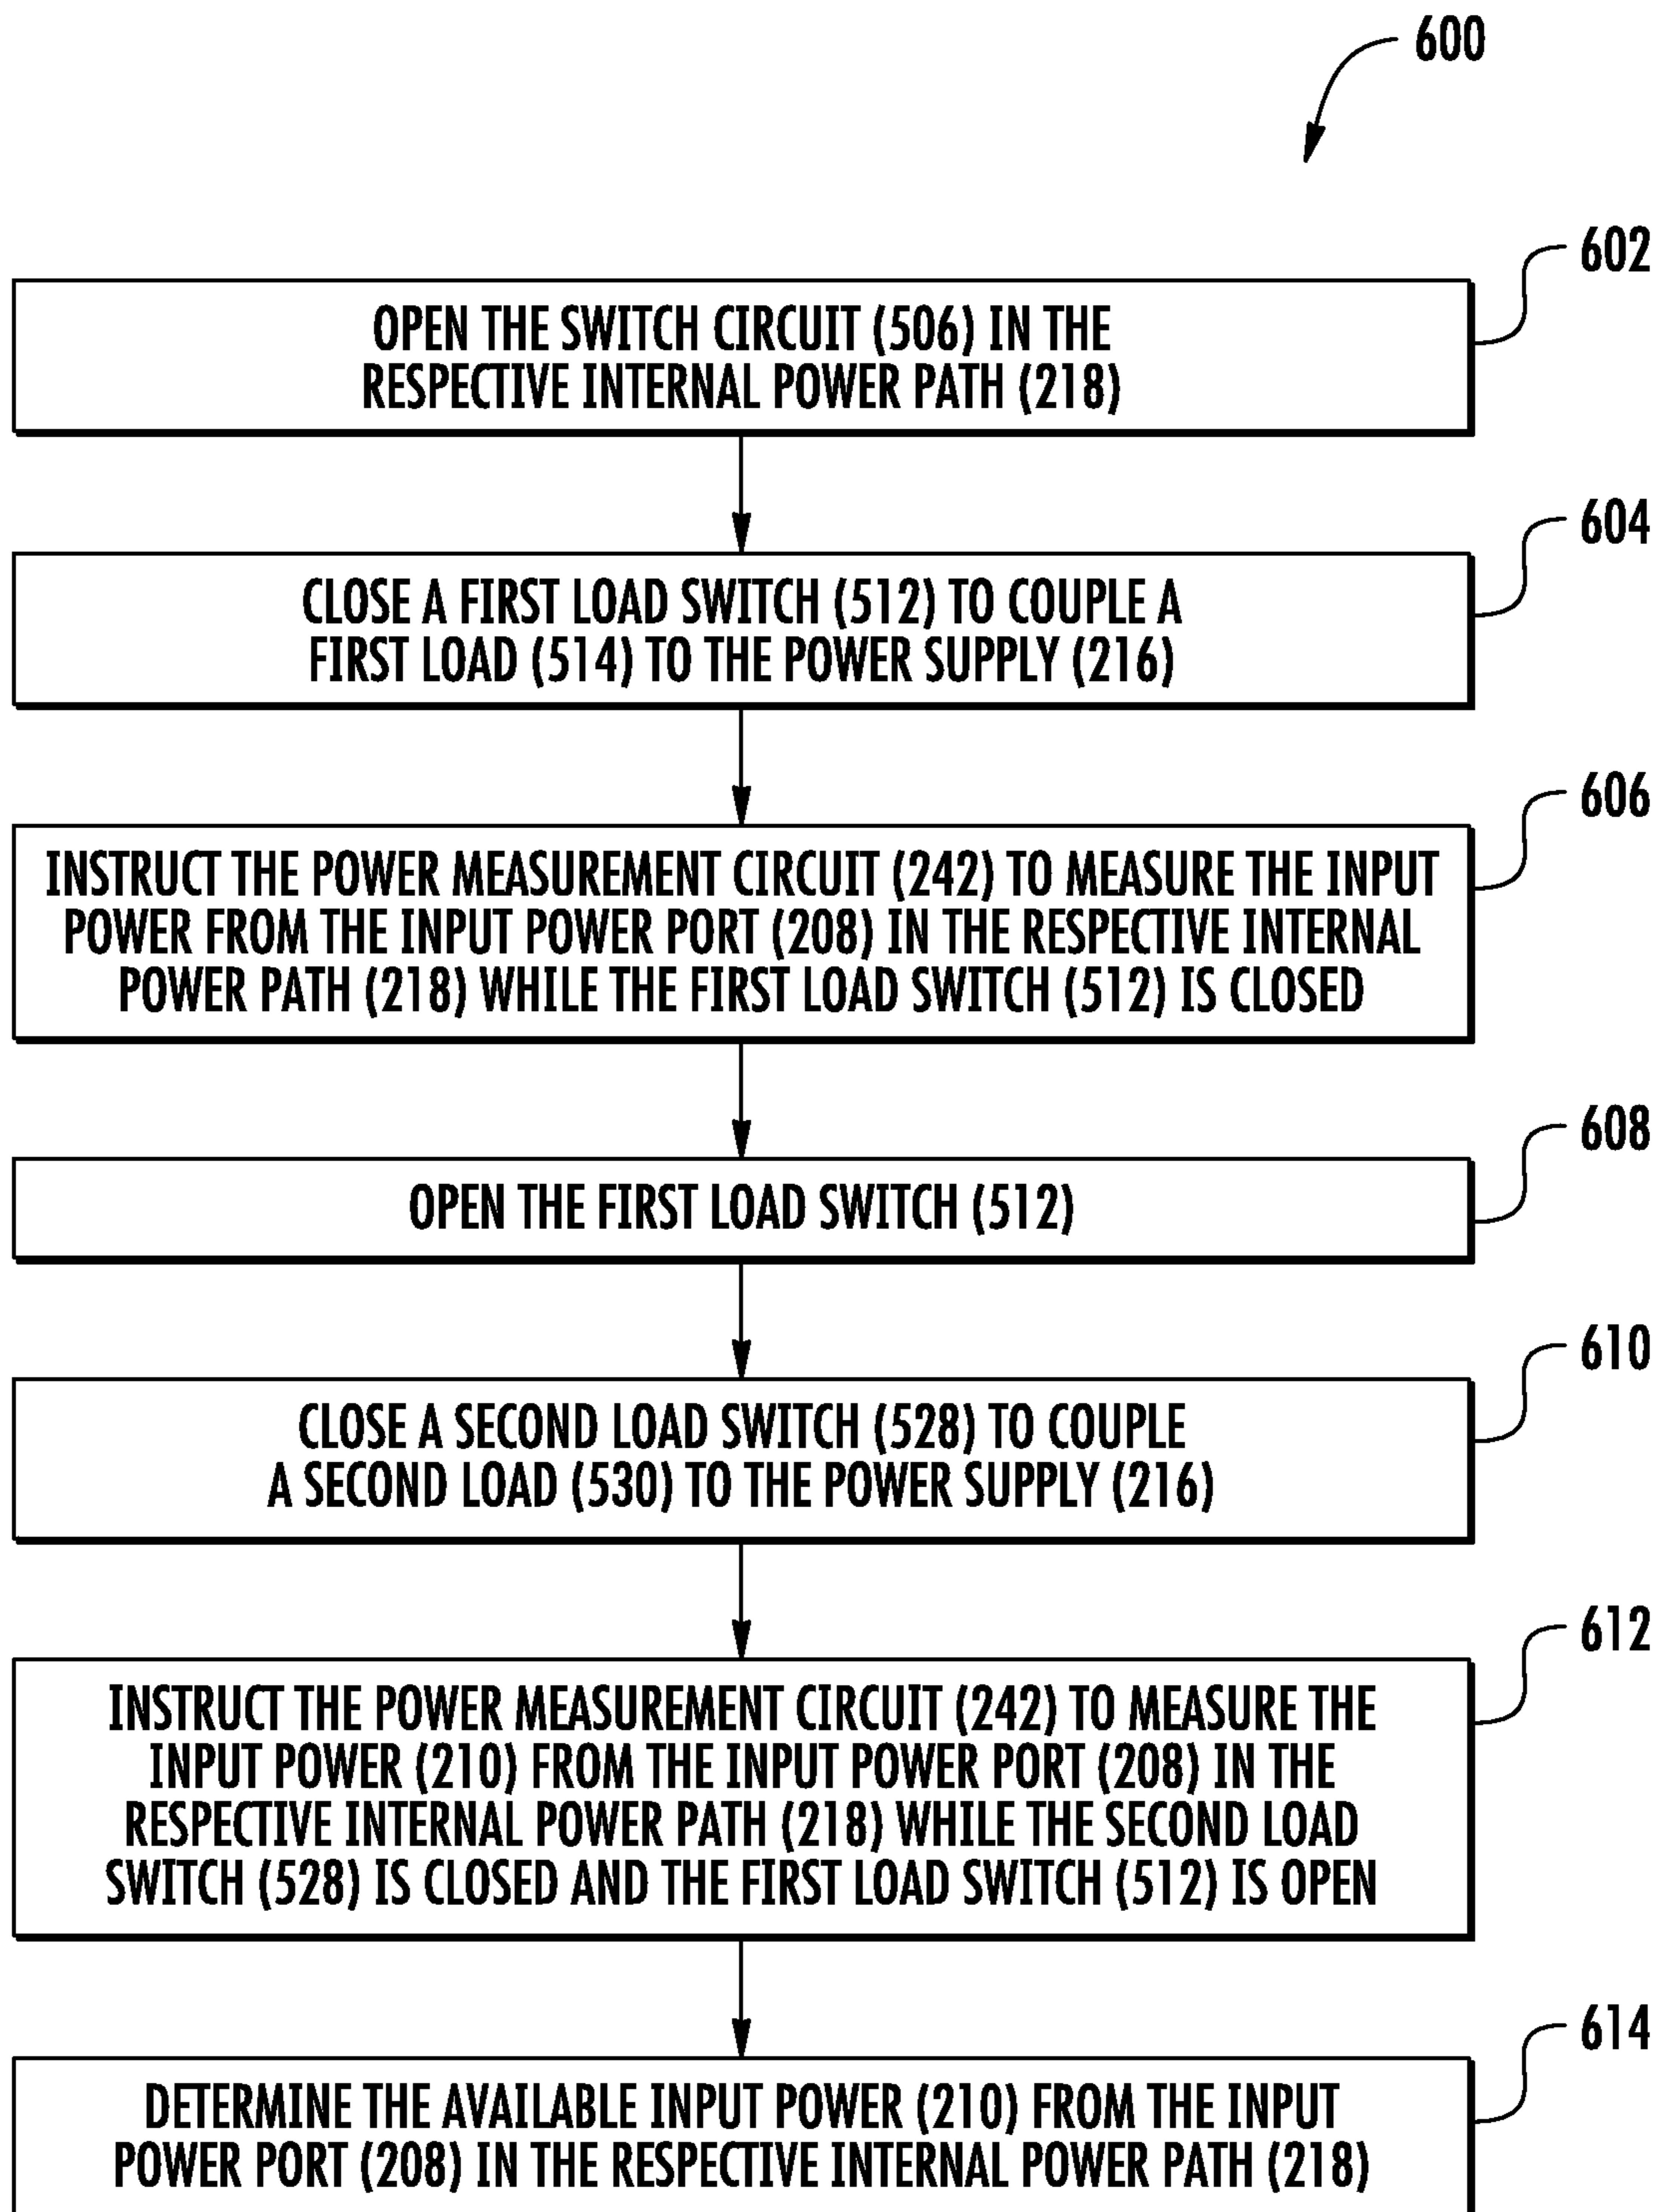 600
602
OPEN THE SWITCH CIRCUIT (506) IN THE
RESPECTIVE INTERNAL POWER PATH (218)
604
CLOSE A FIRST LOAD SWITCH (512) TO COUPLE A
FIRST LOAD (514) TO THE POWER SUPPLY (216)
606
INSTRUCT THE POWER MEASUREMENT CIRCUIT (242) TO MEASURE THE INPUT
POWER FROM THE INPUT POWER PORT (208) IN THE RESPECTIVE INTERNAL
POWER PATH (218) WHILE THE FIRST LOAD SWITCH (512) IS CLOSED
608
OPEN THE FIRST LOAD SWITCH (512)
610
CLOSE A SECOND LOAD SWITCH (528) TO COUPLE
A SECOND LOAD (530) TO THE POWER SUPPLY (216)
612
INSTRUCT THE POWER MEASUREMENT CIRCUIT (242) TO MEASURE THE
INPUT POWER (210) FROM THE INPUT POWER PORT (208) IN THE
RESPECTIVE INTERNAL POWER PATH (218) WHILE THE SECOND LOAD
SWITCH (528) IS CLOSED AND THE FIRST LOAD SWITCH (512) IS OPEN
614
DETERMINE THE AVAILABLE INPUT POWER (210) FROM THE INPUT
POWER PORT (208) IN THE RESPECTIVE INTERNAL POWER PATH (218)